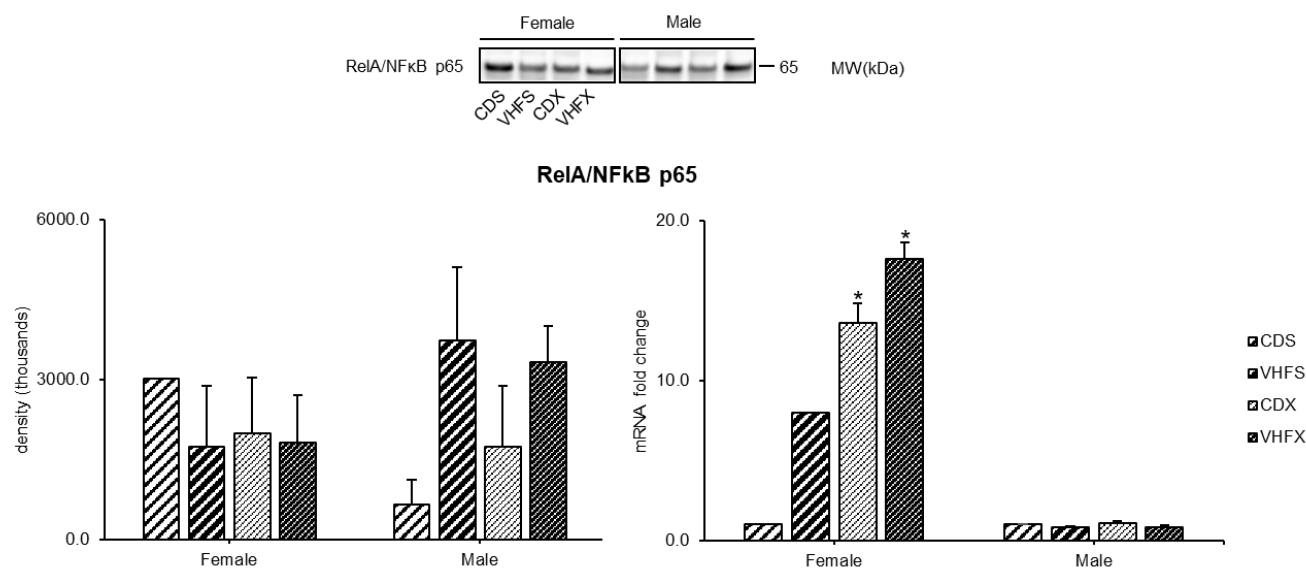 Female Male
RelA/NFκB p65 65 MW(kDa)
CDS VHFS CDX VHFX
RelA/NFkB p65
6000.0
3000.0
0.0
density (thousands)
Female Male
20.0
10.0
0.0
mRNA fold change
* *
Female Male
CDS
VHFS
CDX
VHFX